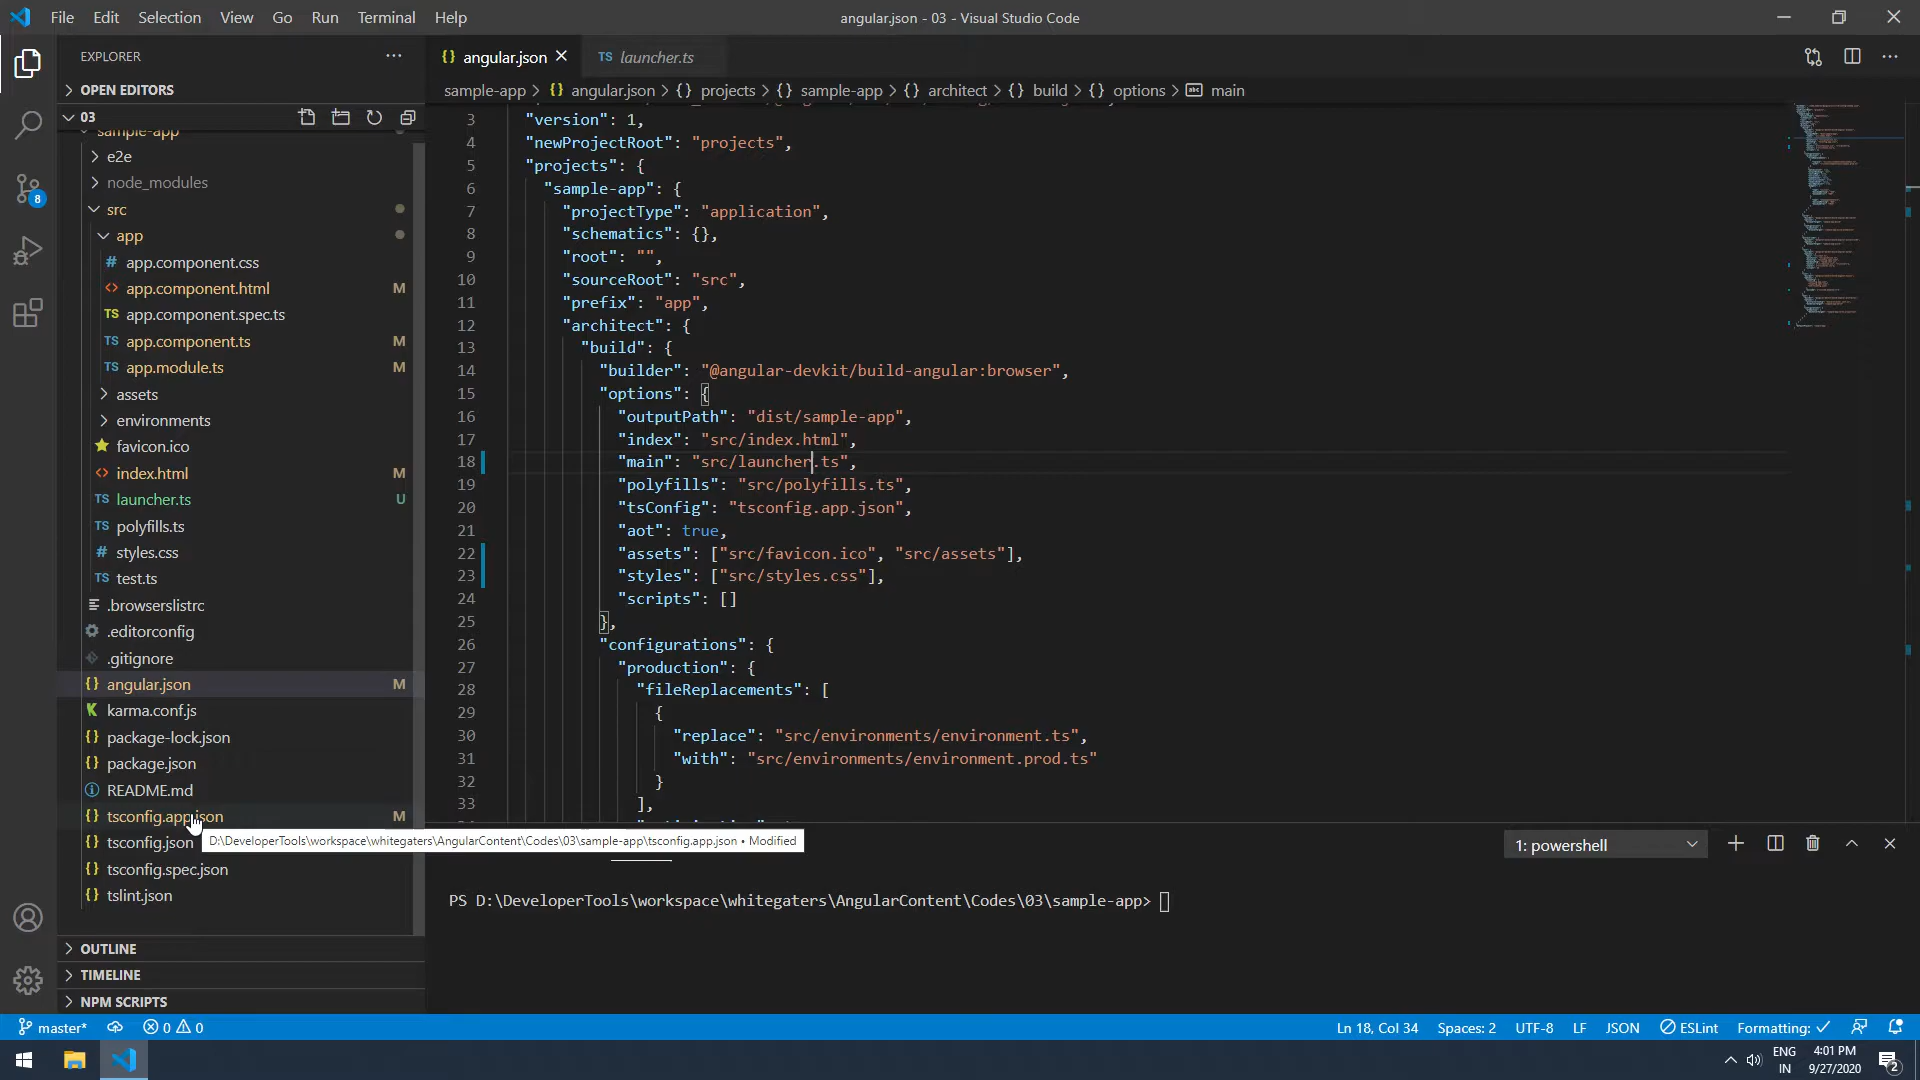 File Edit Selection View Go Run Terminal Help
angular.json - 03 - Visual Studio Code
EXPLORER
OPEN EDITORS
03
sample-app
e2e
node_modules
src
app
app.component.css
app.component.html M
app.component.spec.ts
app.component.ts M
app.module.ts M
assets
environments
favicon.ico
index.html M
launcher.ts U
polyfills.ts
styles.css
test.ts
.browserslistrc
.editorconfig
.gitignore
angular.json M
karma.conf.js
package-lock.json
package.json
README.md
tsconfig.app.json M
tsconfig.json
tsconfig.spec.json
tslint.json
OUTLINE
TIMELINE
NPM SCRIPTS
8
angular.json
TS launcher.ts
sample-app > {} angular.json > {} projects > {} sample-app > {} architect > {} build > {} options > main
3 "version": 1,
4 "newProjectRoot": "projects",
5 "projects": {
6 "sample-app": {
7 "projectType": "application",
8 "schematics": {},
9 "root": "",
10 "sourceRoot": "src",
11 "prefix": "app",
12 "architect": {
13 "build": {
14 "builder": "@angular-devkit/build-angular:browser",
15 "options": {
16 "outputPath": "dist/sample-app",
17 "index": "src/index.html",
18 "main": "src/launcher.ts",
19 "polyfills": "src/polyfills.ts",
20 "tsConfig": "tsconfig.app.json",
21 "aot": true,
22 "assets": ["src/favicon.ico", "src/assets"],
23 "styles": ["src/styles.css"],
24 "scripts": []
25 },
26 "configurations": {
27 "production": {
28 "fileReplacements": [
29 {
30 "replace": "src/environments/environment.ts",
31 "with": "src/environments/environment.prod.ts"
32 }
33 ],
D:\DeveloperTools\workspace\whitegaters\AngularContent\Codes\03\sample-app\tsconfig.app.json • Modified
1: powershell
PS D:\DeveloperTools\workspace\whitegaters\AngularContent\Codes\03\sample-app>
master* 0 0
Ln 18, Col 34 Spaces: 2 UTF-8 LF JSON ESLint Formatting: ✓
ENG
IN
4:01 PM
9/27/2020
2